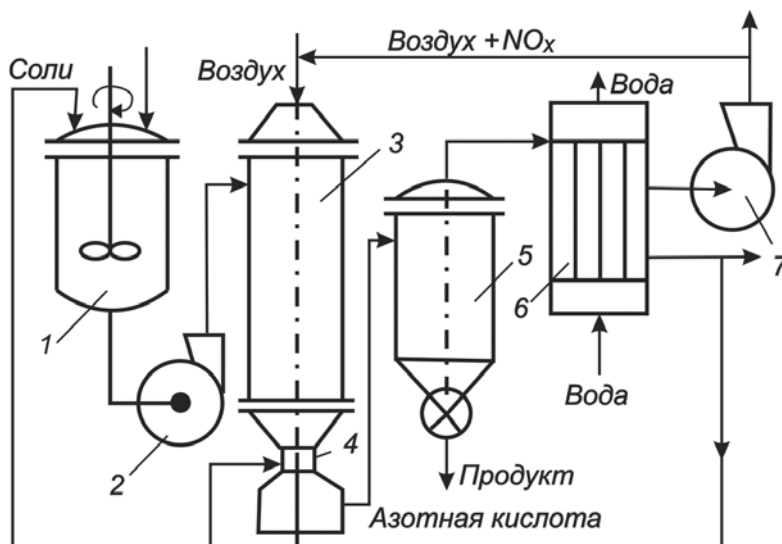 Воздух + NOx
Соли
Воздух
Вода
3
5
6
7
1
4
2
Вода
Продукт
Азотная кислота